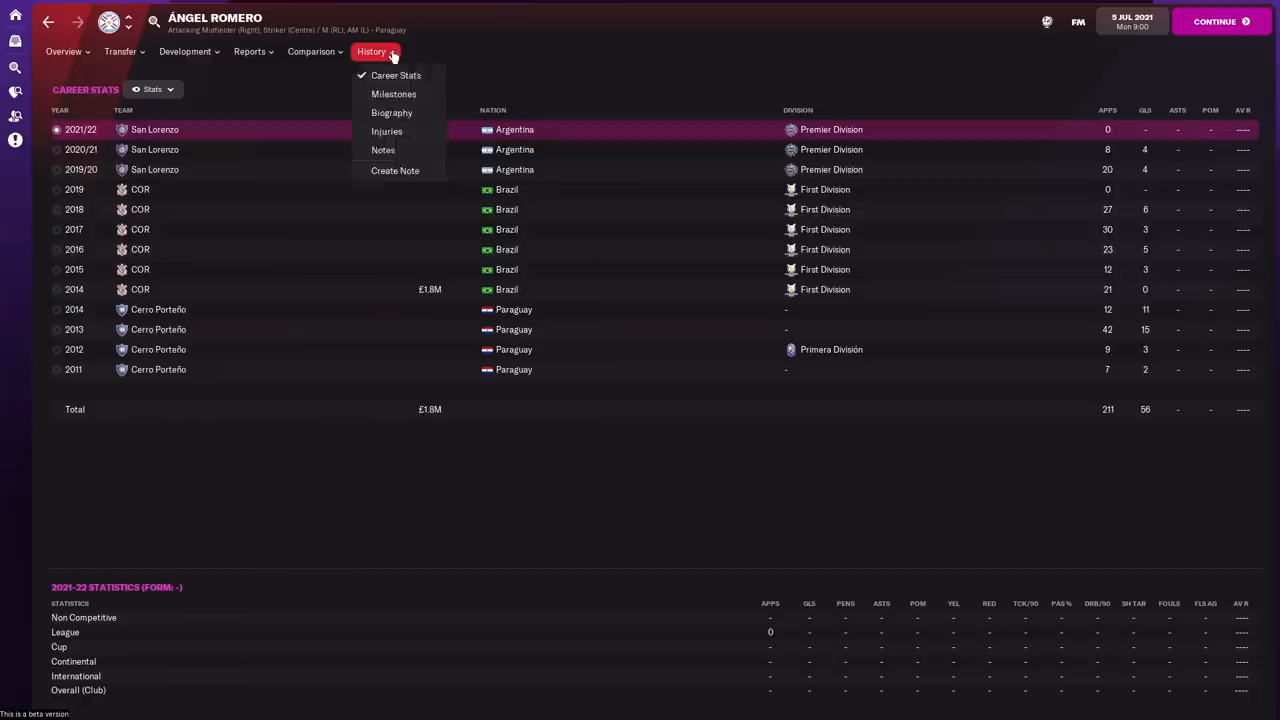 ÁNGEL ROMERO
Attacking Midfielder (Right), Striker (Centre) / M (RL), AM (L) - Paraguay
FM
5 JUL 2021
Mon 9:00
CONTINUE
Overview
Transfer
Development
Reports
Comparison
History
Career Stats
Milestones
Biography
Injuries
Notes
Create Note
CAREER STATS
Stats
YEAR TEAM NATION DIVISION APPS GLS ASTS POM AV R
2021/22 San Lorenzo Argentina Premier Division 0 - - - ----
2020/21 San Lorenzo Argentina Premier Division 8 4 - - ----
2019/20 San Lorenzo Argentina Premier Division 20 4 - - ----
2019 COR Brazil First Division 0 - - - ----
2018 COR Brazil First Division 27 6 - - ----
2017 COR Brazil First Division 30 3 - - ----
2016 COR Brazil First Division 23 5 - - ----
2015 COR Brazil First Division 12 3 - - ----
2014 COR £1.8M Brazil First Division 21 0 - - ----
2014 Cerro Porteño Paraguay - 12 11 - - ----
2013 Cerro Porteño Paraguay - 42 15 - - ----
2012 Cerro Porteño Paraguay Primera División 9 3 - - ----
2011 Cerro Porteño Paraguay - 7 2 - - ----
Total £1.8M 211 56 - - ----
2021-22 STATISTICS (FORM: -)
STATISTICS APPS GLS PENS ASTS POM YEL RED TCK/90 PAS % DRB/90 SH TAR FOULS FLS AG AV R
Non Competitive - - - - - - - - - - - - - ----
League 0 - - - - - - - - - - - - ----
Cup - - - - - - - - - - - - - ----
Continental - - - - - - - - - - - - - ----
International - - - - - - - - - - - - - ----
Overall (Club) - - - - - - - - - - - - - ----
This is a beta version